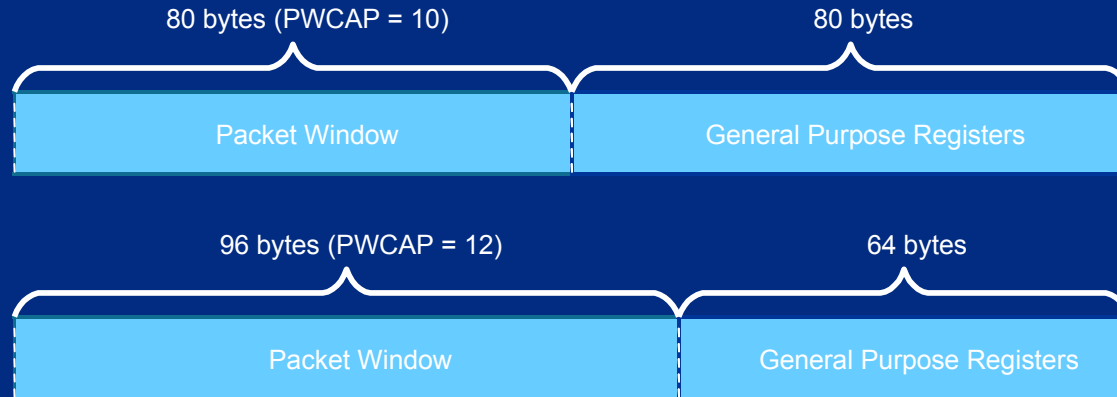 80 bytes (PWCAP = 10)
80 bytes
Packet Window
General Purpose Registers
96 bytes (PWCAP = 12)
64 bytes
Packet Window
General Purpose Registers